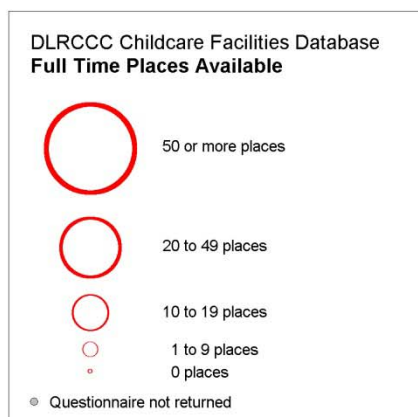 DLRCCC Childcare Facilities Database
Full Time Places Available
50 or more places
20 to 49 places
10 to 19 places
1 to 9 places
0 places
Questionnaire not returned